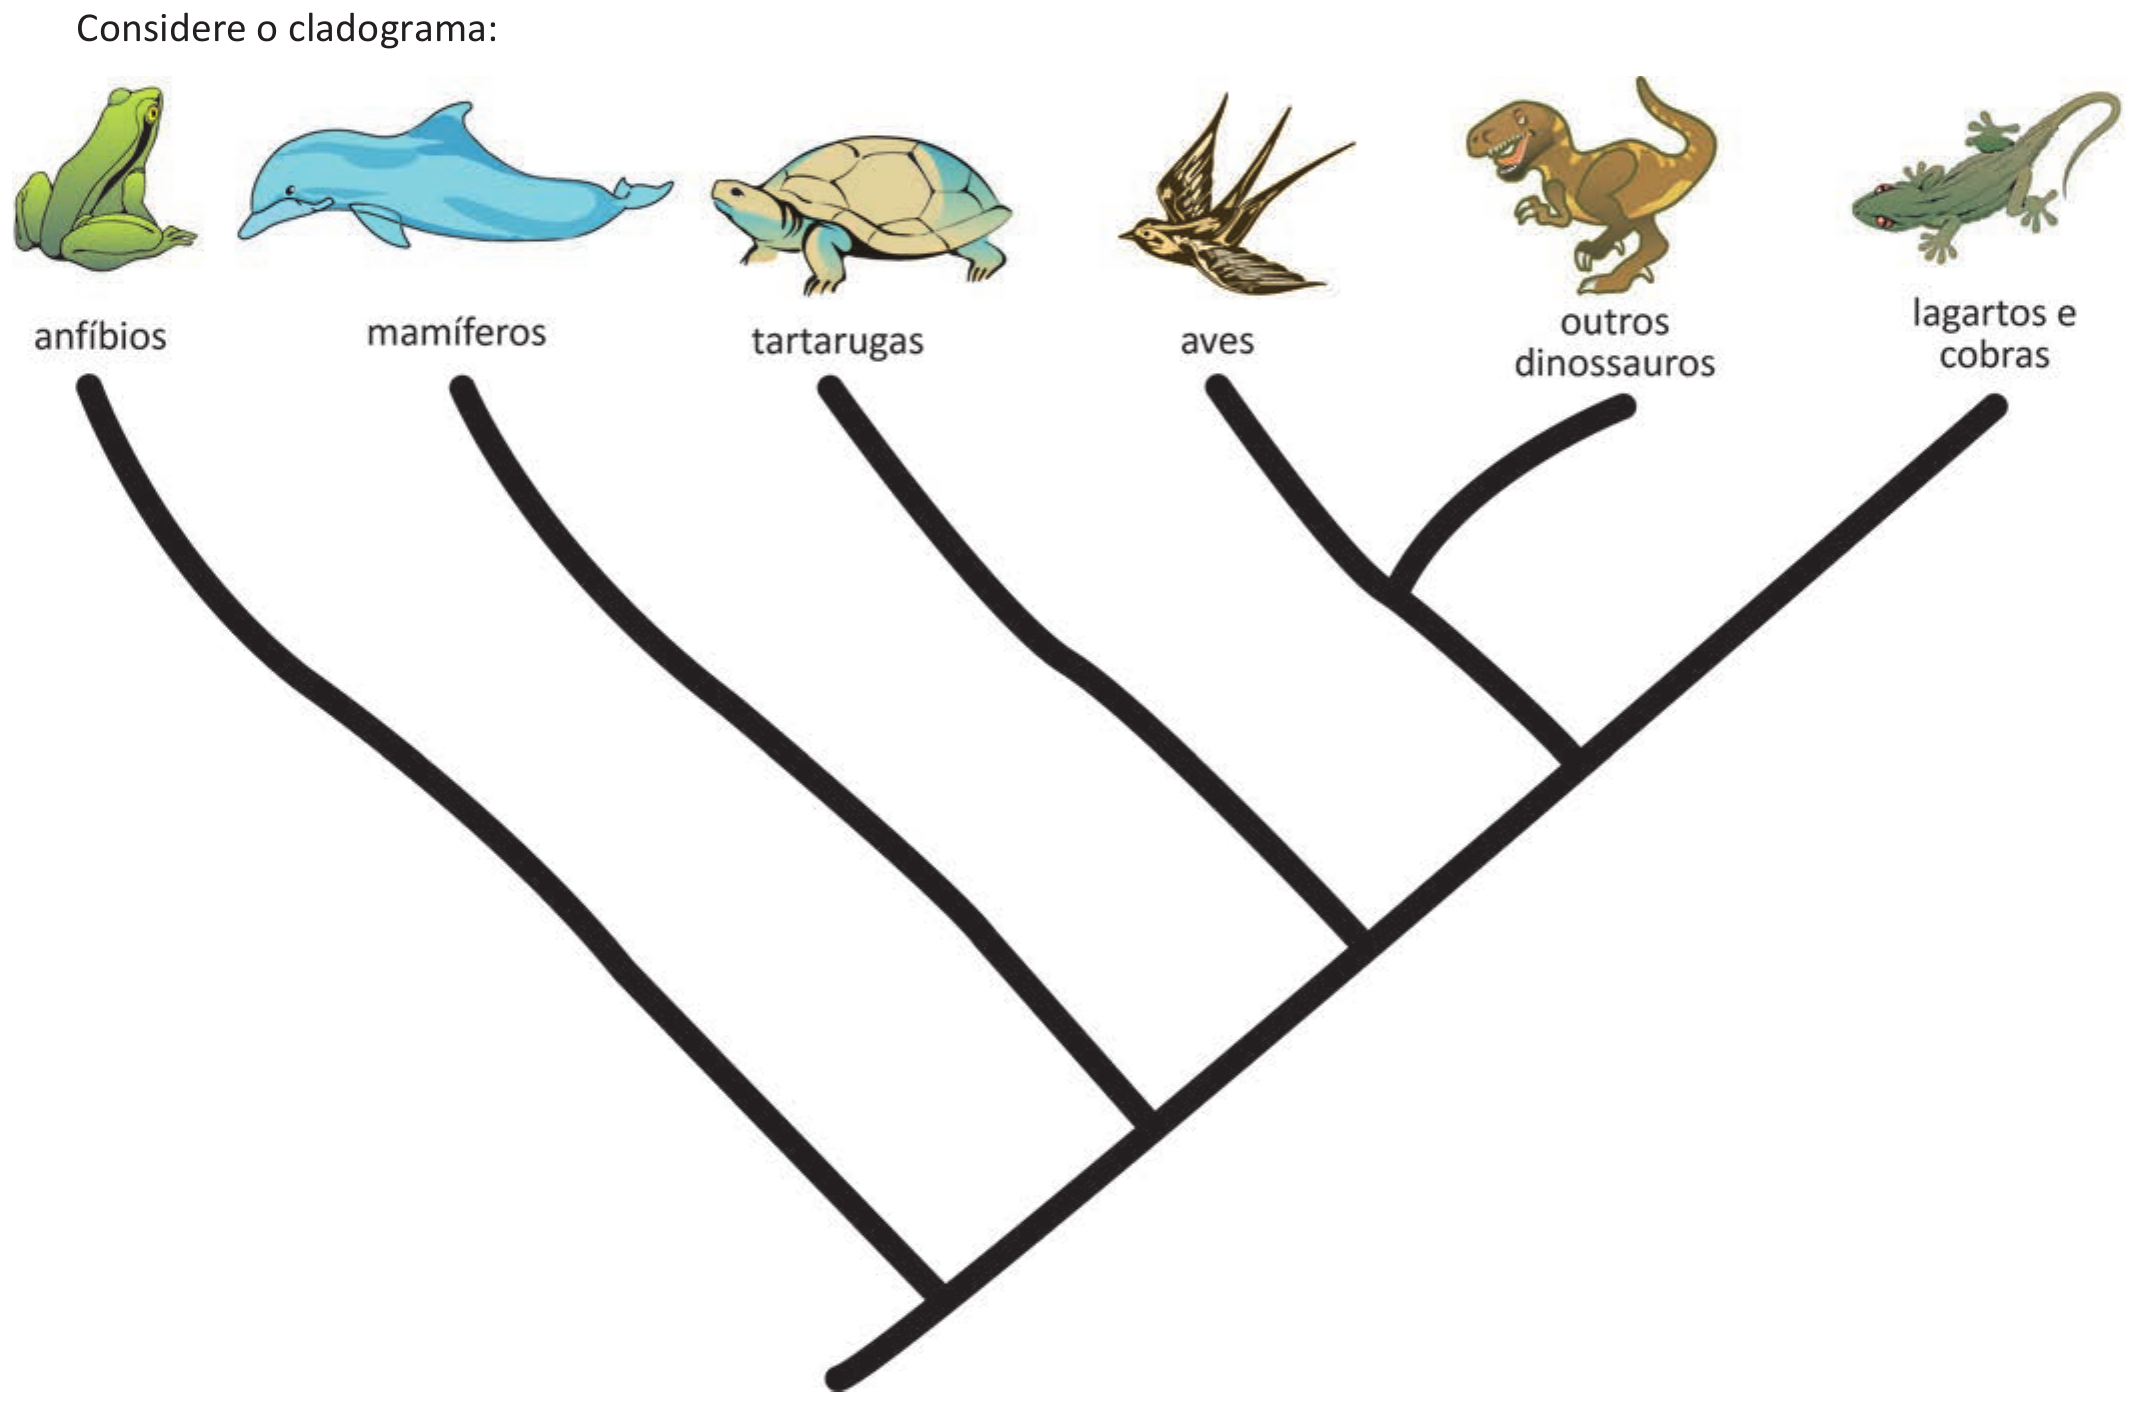 Considere o cladograma:
anfíbios
mamíferos
tartarugas
aves
outros
dinossauros
lagartos e
cobras